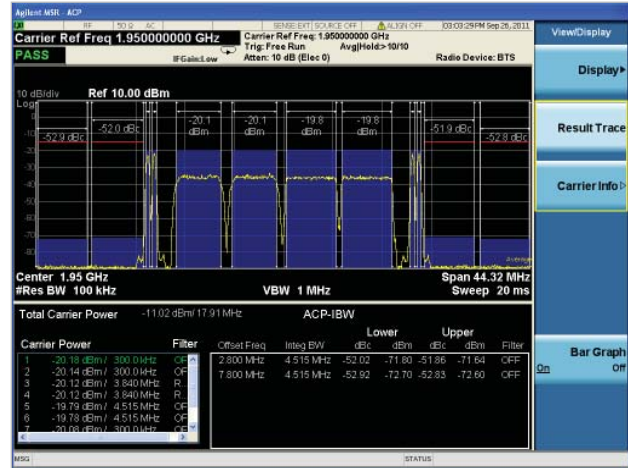 Agilent MSR - ACP
RF 50 Ω AC SENSE:EXT SOURCE OFF ALIGN OFF 03:03:29 PM Sep 26, 2011
Carrier Ref Freq 1.950000000 GHz
Carrier Ref Freq: 1.950000000 GHz
Trig: Free Run Avg|Hold:>10/10
PASS IFGain:Low Atten: 10 dB (Elec 0) Radio Device: BTS
10 dB/div Ref 10.00 dBm
Log
-52.9 dBc -52.0 dBc -20.1 dBm -20.1 dBm -19.8 dBm -19.8 dBm -51.9 dBc -52.8 dBc
Average
Center 1.95 GHz Span 44.32 MHz
#Res BW 100 kHz VBW 1 MHz Sweep 20 ms
Total Carrier Power -11.02 dBm/ 17.91 MHz ACP-IBW
Lower Upper
Carrier Power Filter Offset Freq Integ BW dBc dBm dBc dBm Filter
1 -20.18 dBm / 300.0 kHz OF 2.800 MHz 4.515 MHz -52.02 -71.80 -51.86 -71.64 OFF
2 -20.14 dBm / 300.0 kHz OF 7.800 MHz 4.515 MHz -52.92 -72.70 -52.83 -72.60 OFF
3 -20.12 dBm / 3.840 MHz R...
4 -20.12 dBm / 3.840 MHz R...
5 -19.79 dBm / 4.515 MHz OF
6 -19.78 dBm / 4.515 MHz OF
7 -20.08 dBm / 300.0 kHz OF
MSG STATUS
View/Display
Display
Result Trace
Carrier Info
Bar Graph
On Off